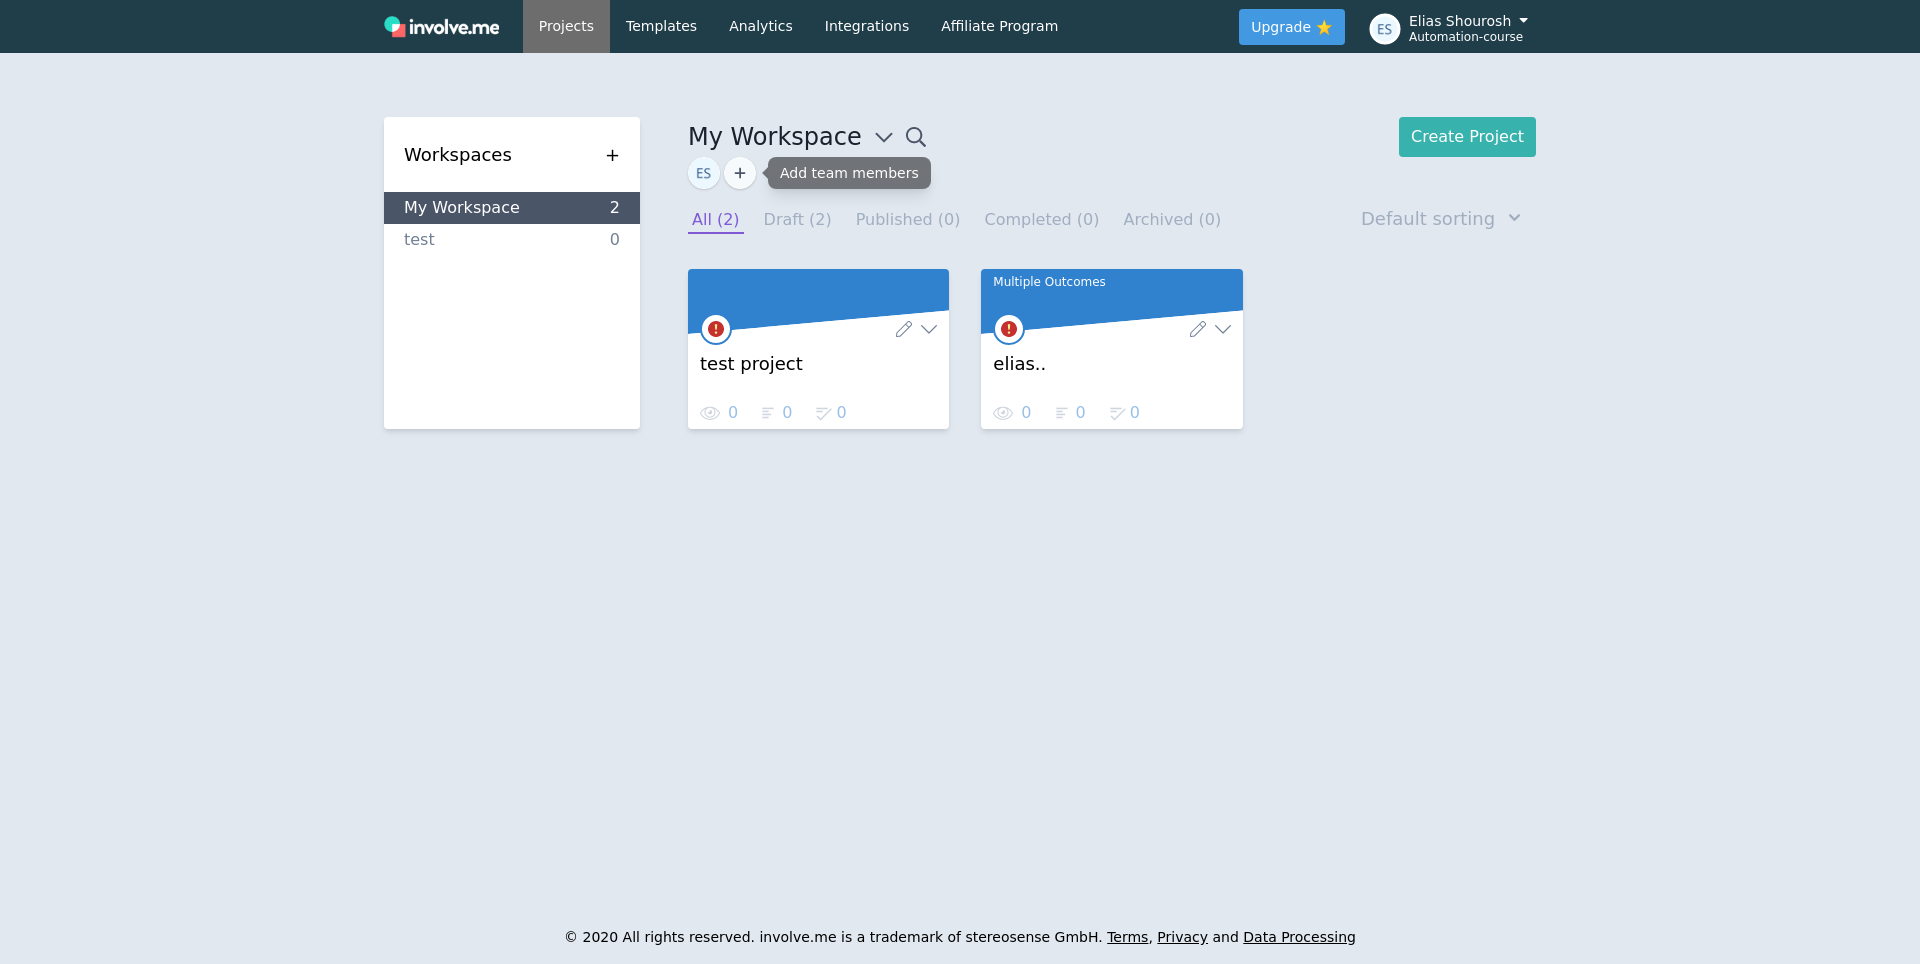 involve.me
Projects
Templates
Analytics
Integrations
Affiliate Program
Upgrade
ES
Elias Shourosh
Automation-course
Workspaces
+
My Workspace 2
test 0
My Workspace
ES + Add team members
Create Project
All (2)
Draft (2)
Published (0)
Completed (0)
Archived (0)
Default sorting
test project
0 0 0
Multiple Outcomes
elias..
0 0 0
© 2020 All rights reserved. involve.me is a trademark of stereosense GmbH. Terms, Privacy and Data Processing